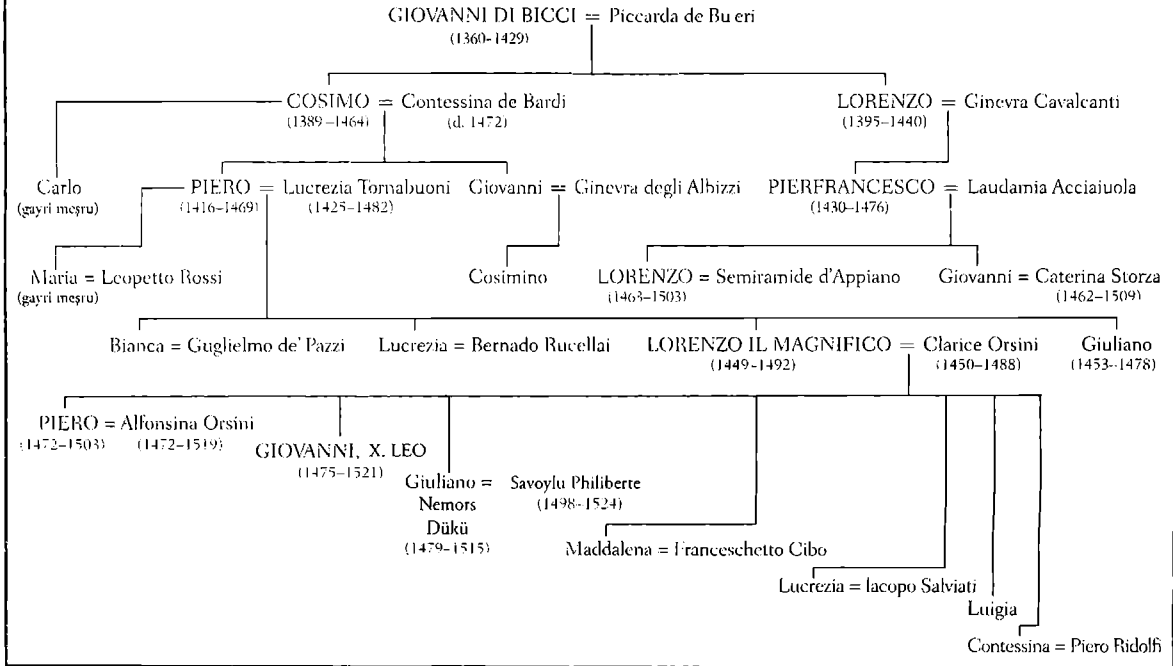 GIOVANNI DI BICCI = Piccarda de Bueri
(1360–1429)
COSIMO = Contessina de Bardi LORENZO = Ginevra Cavalcanti
(1389–1464) (d. 1472) (1395–1440)
Carlo PIERO = Lucrezia Tornabuoni Giovanni = Ginevra degli Albizzi PIERFRANCESCO = Laudamia Acciaiuola
(gayri meşru) (1416–1469) (1425–1482) (1430–1476)
Maria = Leopetto Rossi Cosimino LORENZO = Semiramide d'Appiano Giovanni = Caterina Storza
(gayri meşru) (1463–1503) (1462–1509)
Bianca = Guglielmo de' Pazzi Lucrezia = Bernado Rucellai LORENZO IL MAGNIFICO = Clarice Orsini Giuliano
(1449–1492) (1450–1488) (1453–1478)
PIERO = Alfonsina Orsini
(1472–1503) (1472–1519)
GIOVANNI, X. LEO
(1475–1521)
Giuliano = Savoylu Philiberte
Nemors (1498–1524)
Dükü
(1479–1515)
Maddalena = Franceschetto Cibo
Lucrezia = Iacopo Salviati
Luigia
Contessina = Piero Ridolfi